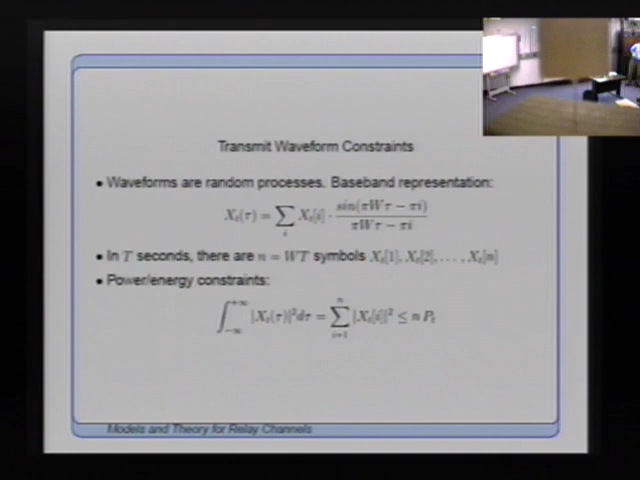 Transmit Waveform Constraints
• Waveforms are random processes. Baseband representation:
X_t(τ) = ∑_i X_t[i] · sin(πWτ − πi) / (πWτ − πi)
• In T seconds, there are n = WT symbols X_t[1], X_t[2], . . . , X_t[n]
• Power/energy constraints:
∫_{−∞}^{+∞} |X_t(τ)|² dτ = ∑_{i=1}^{n} |X_t[i]|² ≤ n P_t
Models and Theory for Relay Channels